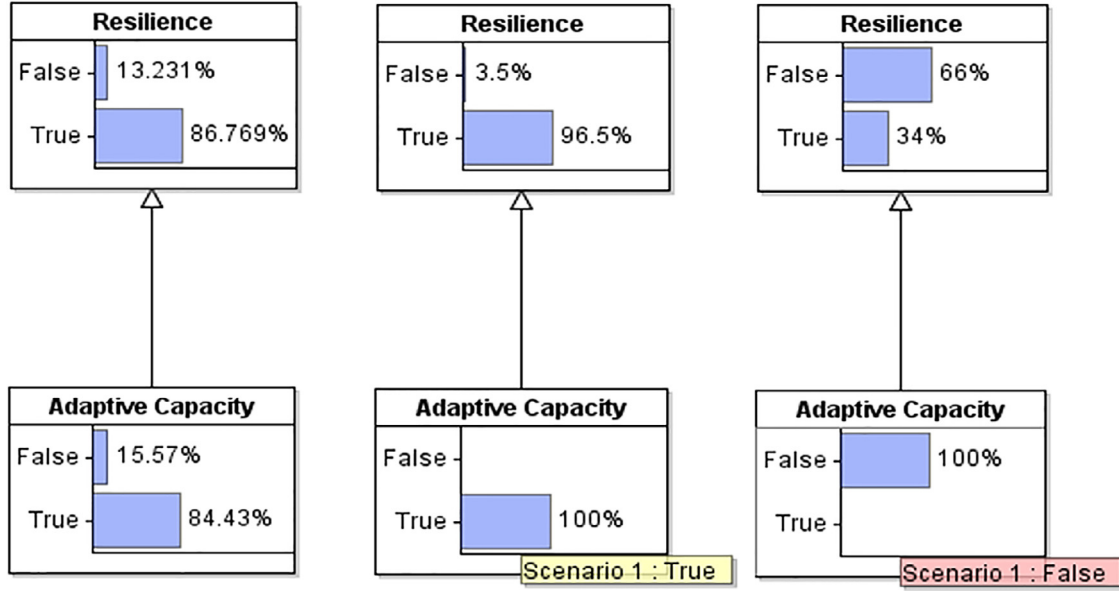 Resilience
False 13.231%
True 86.769%
Resilience
False 3.5%
True 96.5%
Resilience
False 66%
True 34%
Adaptive Capacity
False 15.57%
True 84.43%
Adaptive Capacity
False
True 100%
Scenario 1 : True
Adaptive Capacity
False 100%
True
Scenario 1 : False